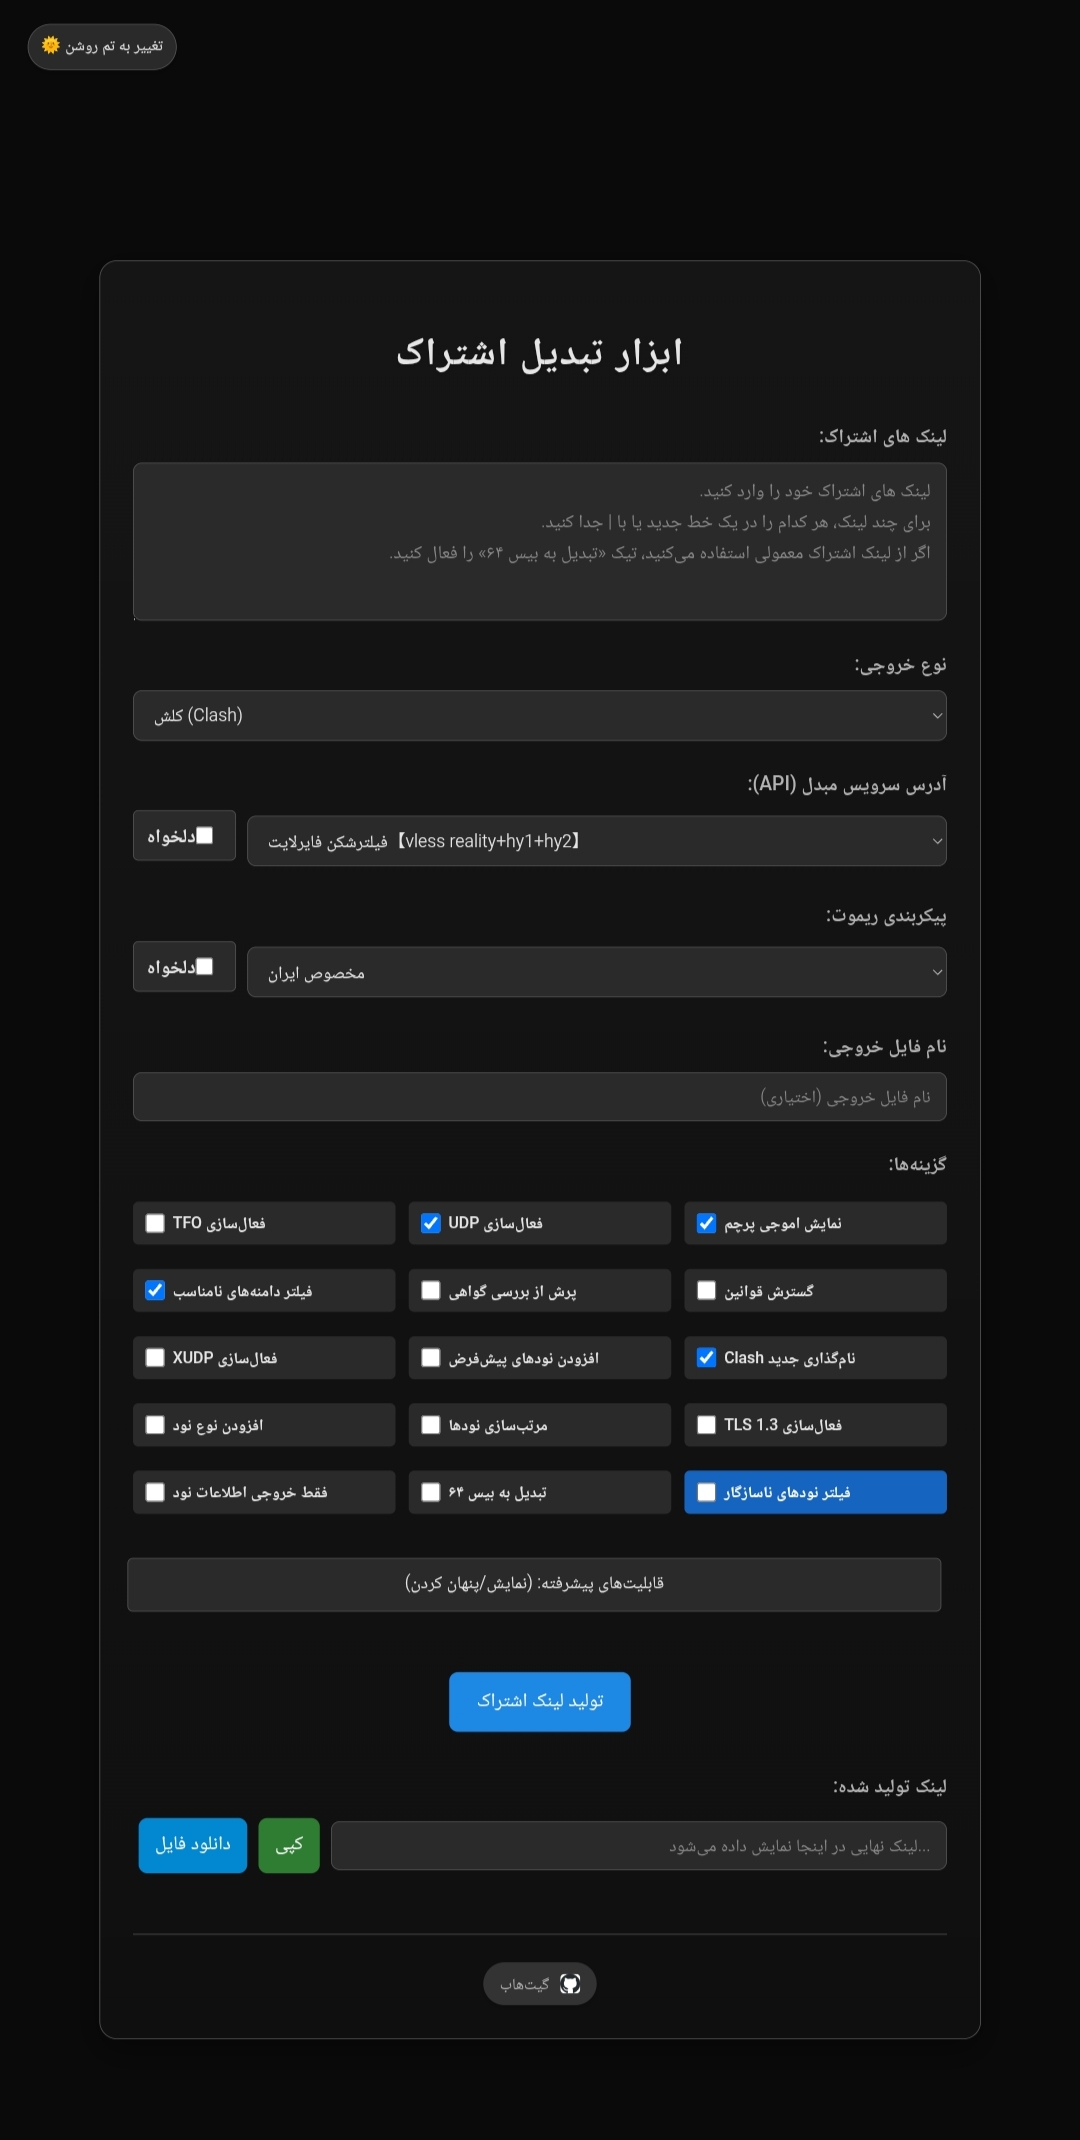 تغییر به تم روشن 🌞
ابزار تبدیل اشتراک
لینک های اشتراک:
لینک های اشتراک خود را وارد کنید.
برای چند لینک، هر کدام را در یک خط جدید یا با | جدا کنید.
اگر از لینک اشتراک معمولی استفاده می‌کنید، تیک «تبدیل به بیس ۶۴» را فعال کنید.
نوع خروجی:
کلش (Clash)
آدرس سرویس مبدل (API):
فیلترشکن فایرلایت【vless reality+hy1+hy2】
دلخواه
پیکربندی ریموت:
مخصوص ایران
دلخواه
نام فایل خروجی:
نام فایل خروجی (اختیاری)
گزینه‌ها:
نمایش اموجی پرچم
فعال‌سازی UDP
فعال‌سازی TFO
گسترش قوانین
پرش از بررسی گواهی
فیلتر دامنه‌های نامناسب
نام‌گذاری جدید Clash
افزودن نودهای پیش‌فرض
فعال‌سازی XUDP
فعال‌سازی TLS 1.3
مرتب‌سازی نودها
افزودن نوع نود
فیلتر نودهای ناسازگار
تبدیل به بیس ۶۴
فقط خروجی اطلاعات نود
قابلیت‌های پیشرفته: (نمایش/پنهان کردن)
تولید لینک اشتراک
لینک تولید شده:
لینک نهایی در اینجا نمایش داده می‌شود...
کپی
دانلود فایل
گیت‌هاب